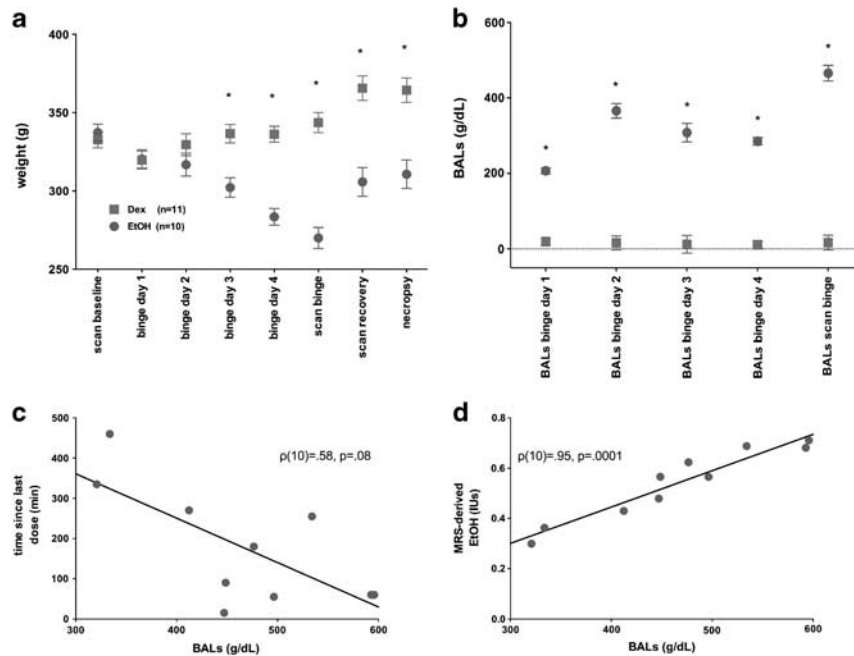 a
weight (g)
400
350
300
250
* * * * * *
Dex (n=11)
EtOH (n=10)
scan baseline
binge day 1
binge day 2
binge day 3
binge day 4
scan binge
scan recovery
necropsy
b
BALs (g/dL)
600
400
200
0
* * * * *
BALs binge day 1
BALs binge day 2
BALs binge day 3
BALs binge day 4
BALs scan binge
c
time since last
dose (min)
500
400
300
200
100
0
ρ(10)=.58, p=.08
300 400 500 600
BALs (g/dL)
d
MRS-derived
EtOH (IUs)
0.8
0.6
0.4
0.2
0.0
ρ(10)=.95, p=.0001
300 400 500 600
BALs (g/dL)